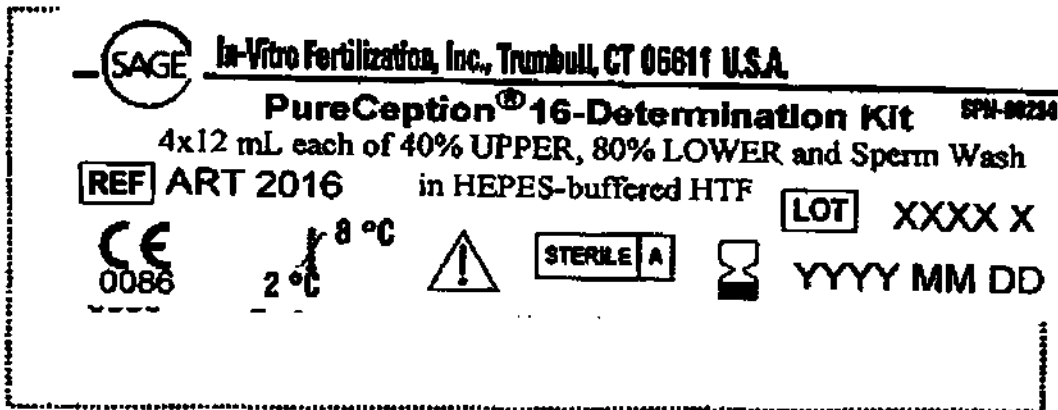 SAGE In-Vitro Fertilization, Inc., Trumbull, CT 06611 U.S.A.
PureCeption® 16-Determination Kit
4x12 mL each of 40% UPPER, 80% LOWER and Sperm Wash
REF ART 2016 in HEPES-buffered HTF
LOT XXXX X
CE 0086
8 °C
2 °C
STERILE A
YYYY MM DD